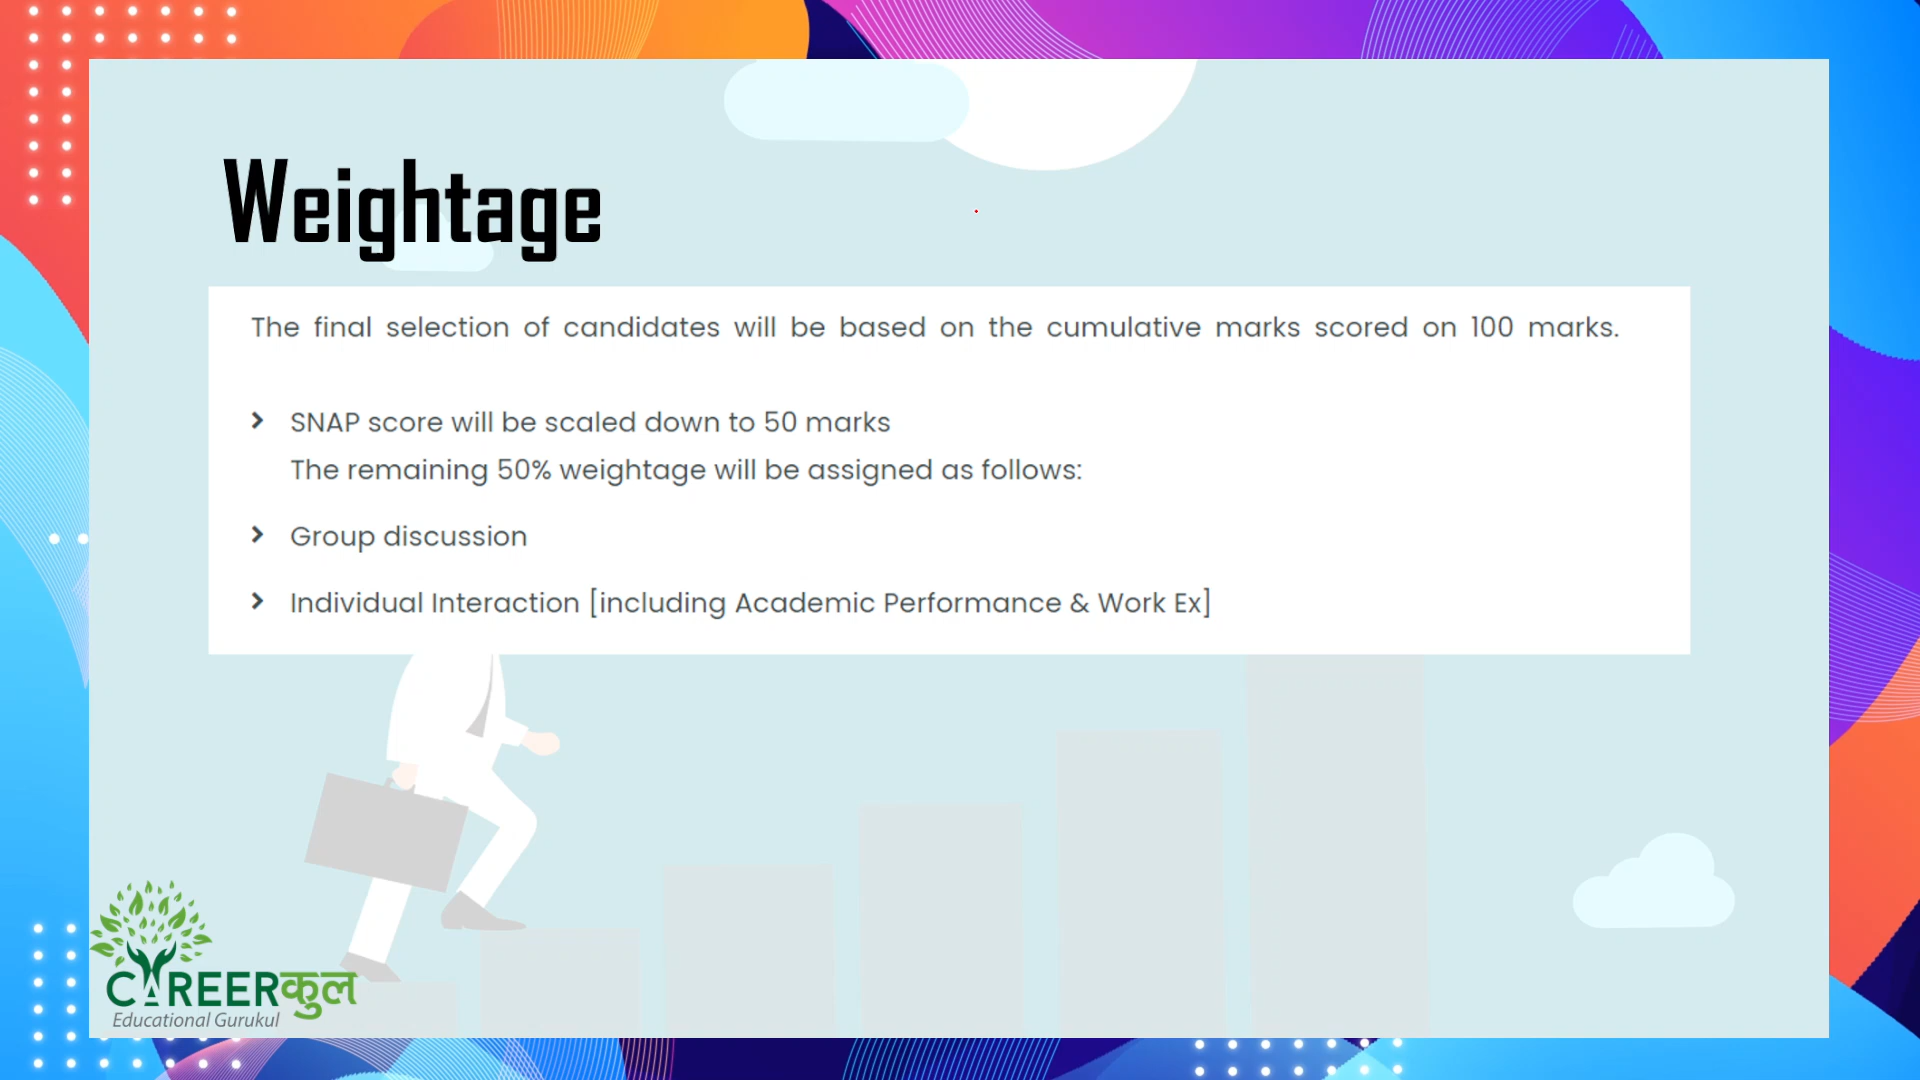 Weightage
The final selection of candidates will be based on the cumulative marks scored on 100 marks.
SNAP score will be scaled down to 50 marks
The remaining 50% weightage will be assigned as follows:
Group discussion
Individual Interaction [including Academic Performance & Work Ex]
CAREERकुल
Educational Gurukul